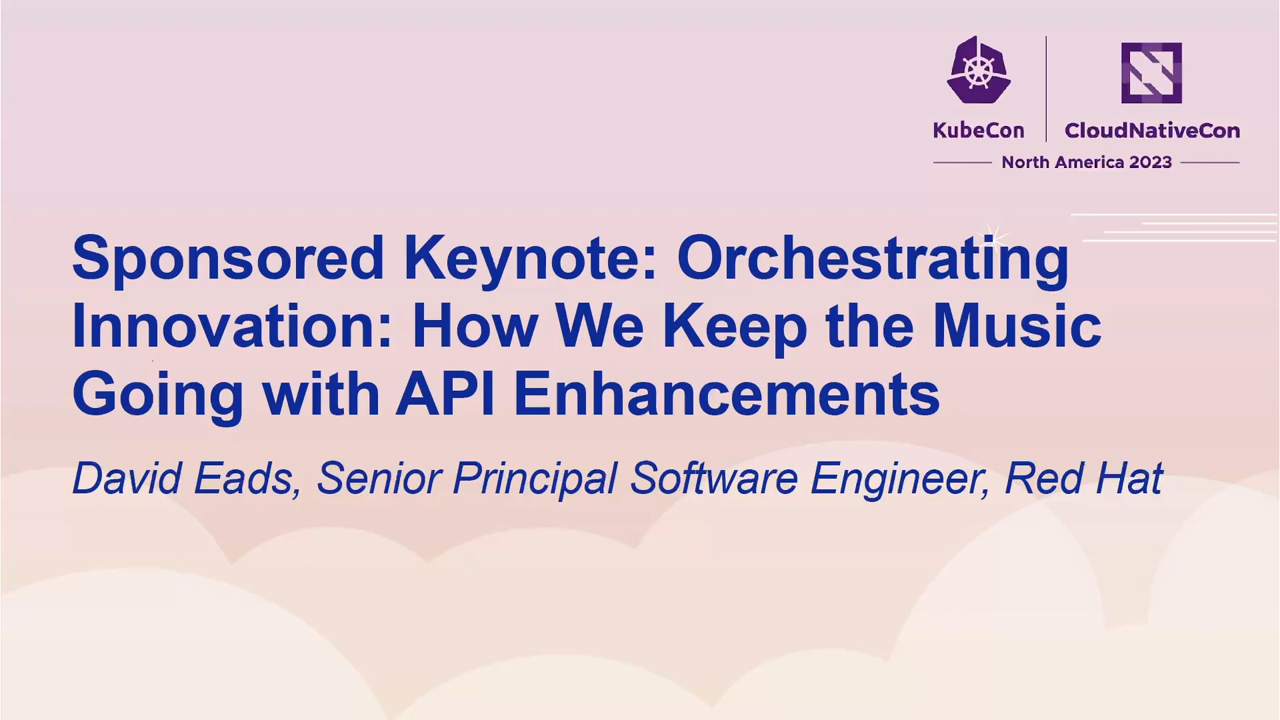 KubeCon
CloudNativeCon
North America 2023
Sponsored Keynote: Orchestrating
Innovation: How We Keep the Music
Going with API Enhancements
David Eads, Senior Principal Software Engineer, Red Hat